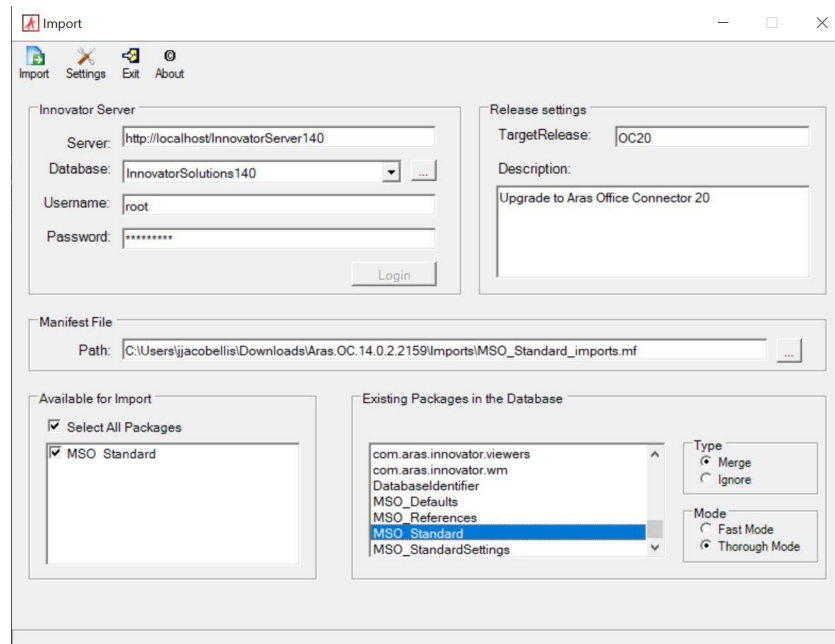 Import
Import Settings Exit About
Innovator Server
Server: http://localhost/InnovatorServer140
Database: InnovatorSolutions140 ...
Username: root
Password: *********
Login
Release settings
TargetRelease: OC20
Description:
Upgrade to Aras Office Connector 20
Manifest File
Path: C:\Users\jjacobellis\Downloads\Aras.OC.14.0.2.2159\Imports\MSO_Standard_imports.mf ...
Available for Import
Select All Packages
MSO Standard
Existing Packages in the Database
com.aras.innovator.viewers
com.aras.innovator.wm
DatabaseIdentifier
MSO_Defaults
MSO_References
MSO_Standard
MSO_StandardSettings
Type
Merge
Ignore
Mode
Fast Mode
Thorough Mode